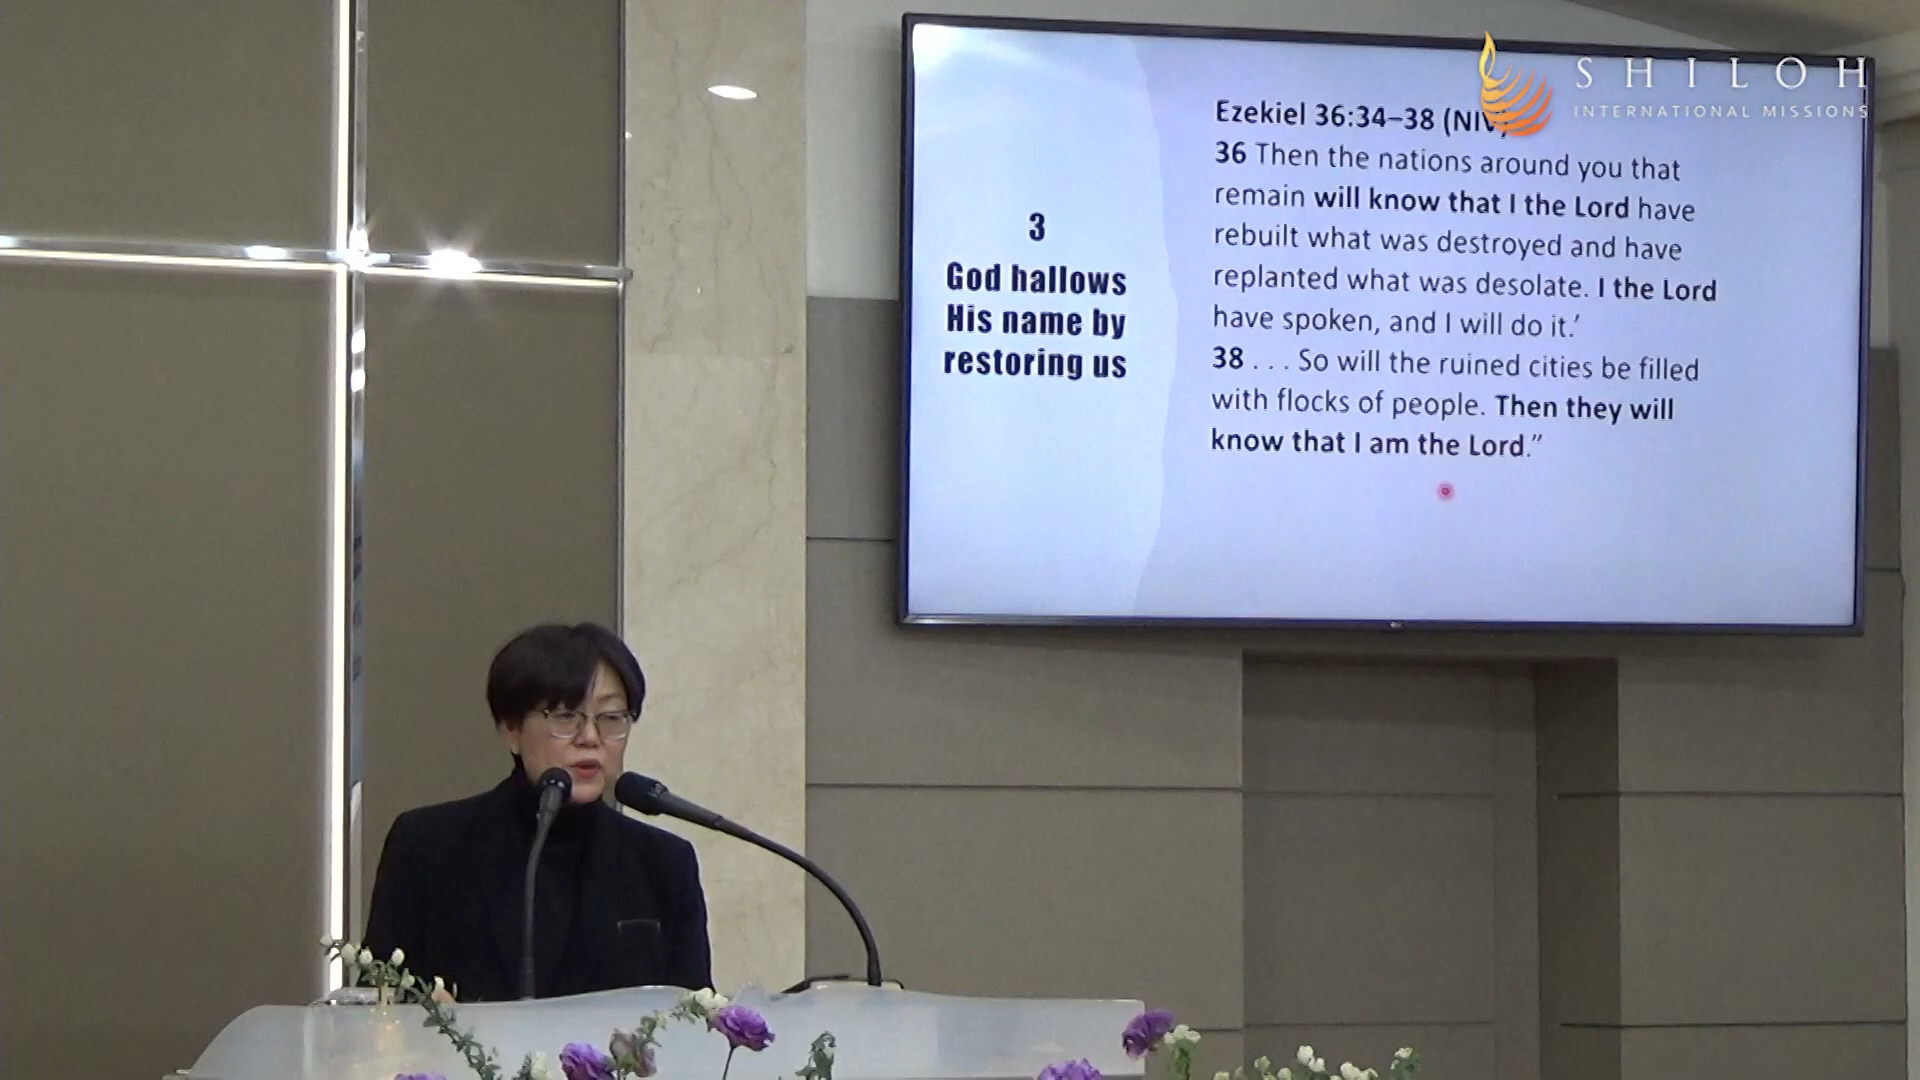 SHILOH
INTERNATIONAL MISSIONS
3
God hallows
His name by
restoring us
Ezekiel 36:34–38 (NIV)
36 Then the nations around you that
remain will know that I the Lord have
rebuilt what was destroyed and have
replanted what was desolate. I the Lord
have spoken, and I will do it.’
38 . . . So will the ruined cities be filled
with flocks of people. Then they will
know that I am the Lord.”